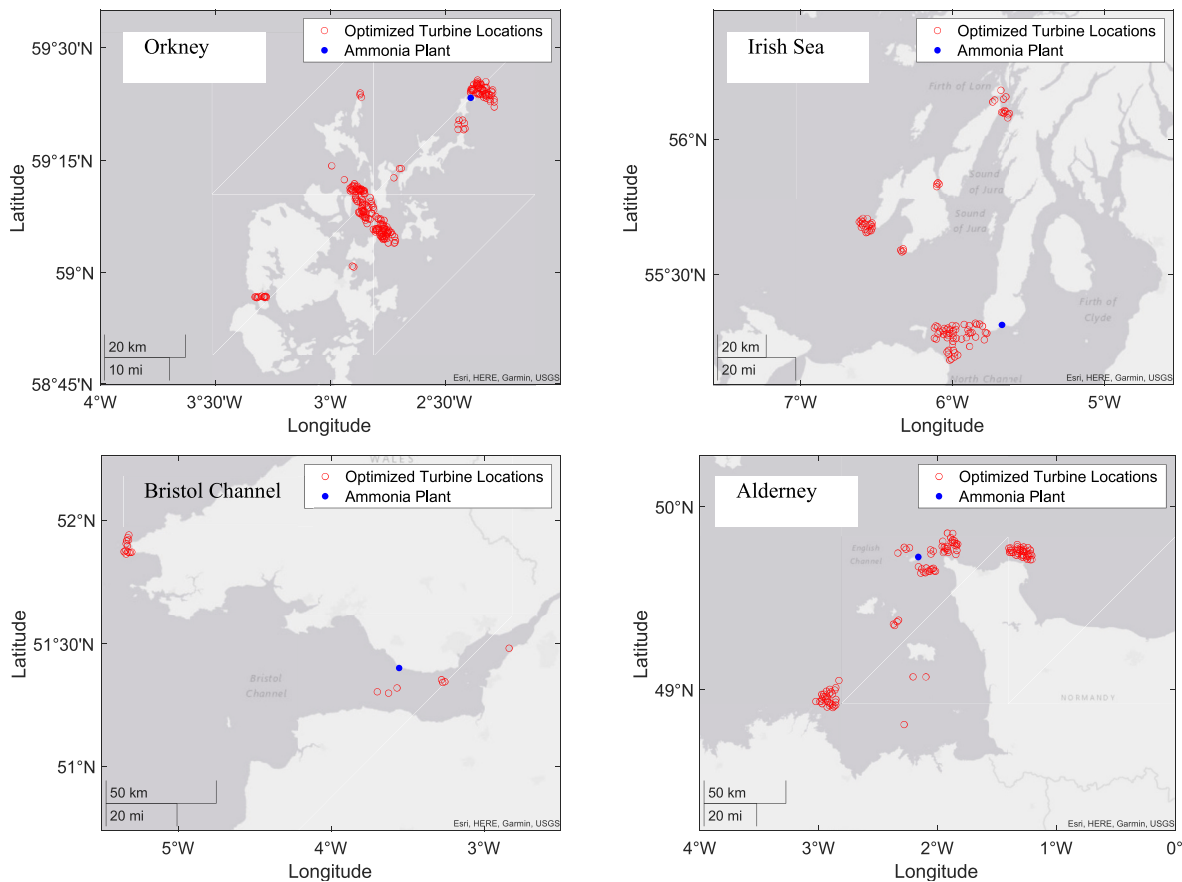 Orkney
Optimized Turbine Locations
Ammonia Plant
59°30'N
59°15'N
59°N
58°45'N
Latitude
20 km
10 mi
Esri, HERE, Garmin, USGS
4°W
3°30'W
3°W
2°30'W
Longitude
Irish Sea
Optimized Turbine Locations
Ammonia Plant
Firth of Lorn
56°N
Sound
of Jura
Sound
of Jura
55°30'N
Firth of
Clyde
Latitude
20 km
20 mi
North Channel
Esri, HERE, Garmin, USGS
7°W
6°W
5°W
Longitude
WALES
Bristol Channel
Optimized Turbine Locations
Ammonia Plant
52°N
51°30'N
51°N
Latitude
Bristol
Channel
50 km
20 mi
Esri, HERE, Garmin, USGS
5°W
4°W
3°W
Longitude
Alderney
Optimized Turbine Locations
Ammonia Plant
50°N
English
Channel
49°N
NORMANDY
Latitude
50 km
20 mi
Esri, HERE, Garmin, USGS
4°W
3°W
2°W
1°W
0°
Longitude